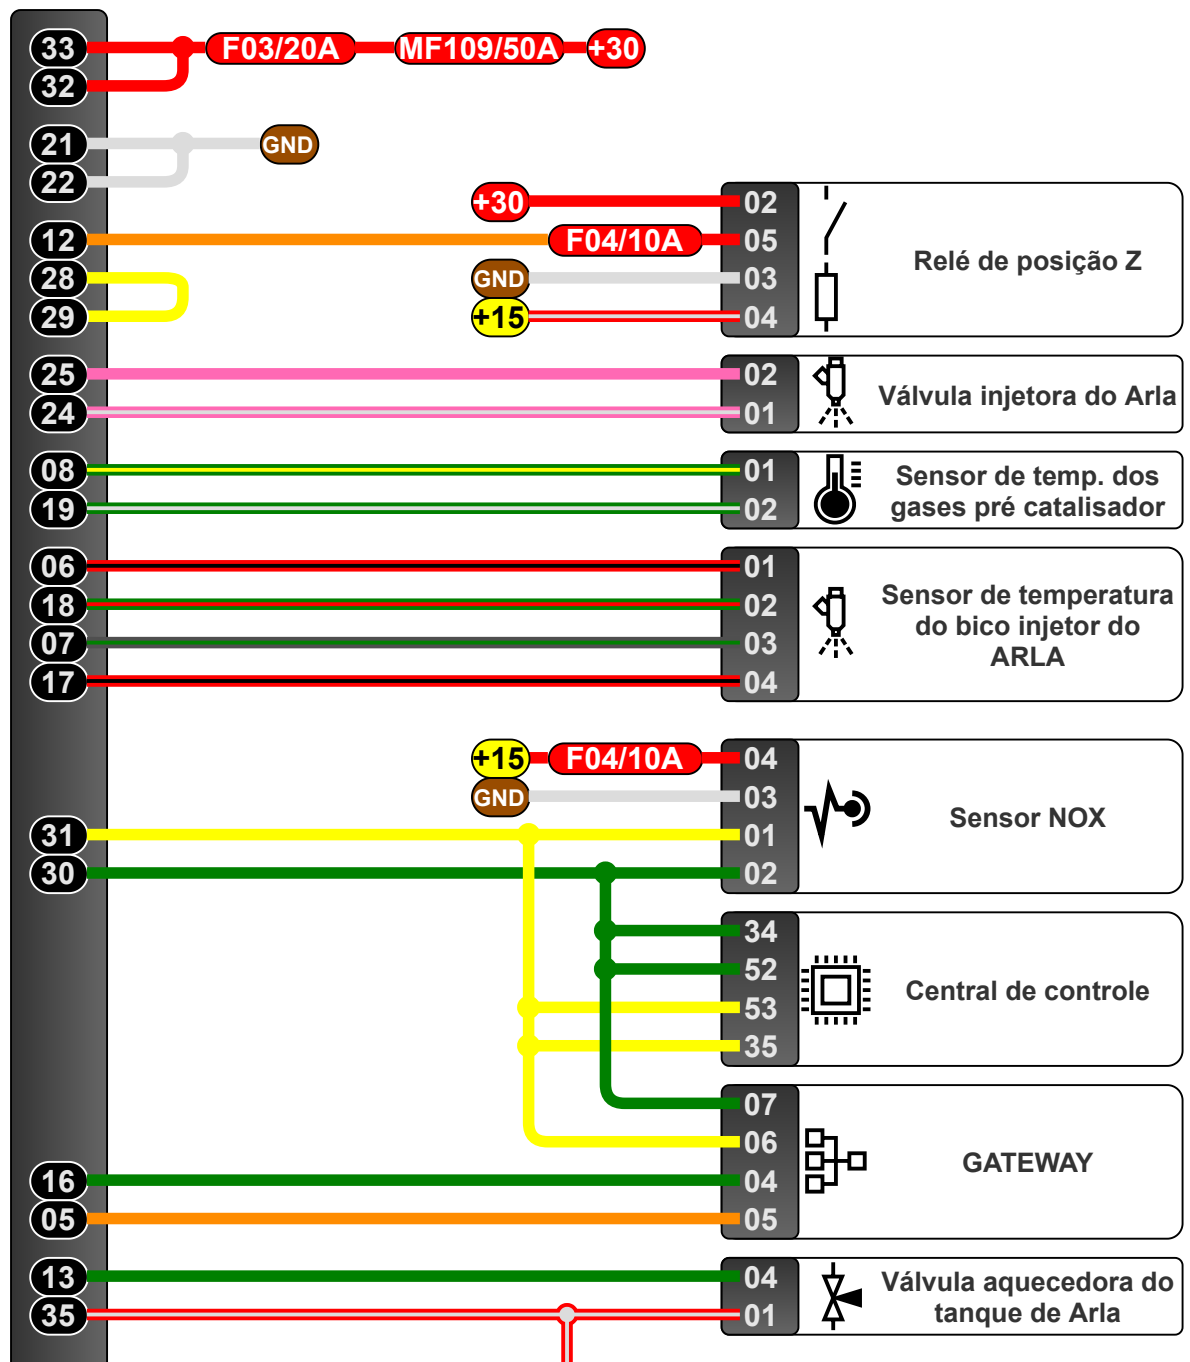 33 F03/20A MF109/50A +30
32
21 GND
22
+30 02
12 F04/10A 05
28 GND 03
29 +15 04
Relé de posição Z
25 02
24 01
Válvula injetora do Arla
08 01
19 02
Sensor de temp. dos
gases pré catalisador
06 01
18 02
07 03
17 04
Sensor de temperatura
do bico injetor do
ARLA
+15 F04/10A 04
GND 03
31 01
30 02
Sensor NOX
34
52
53
35
Central de controle
07
06
16 04
05 05
GATEWAY
13 04
35 01
Válvula aquecedora do
tanque de Arla